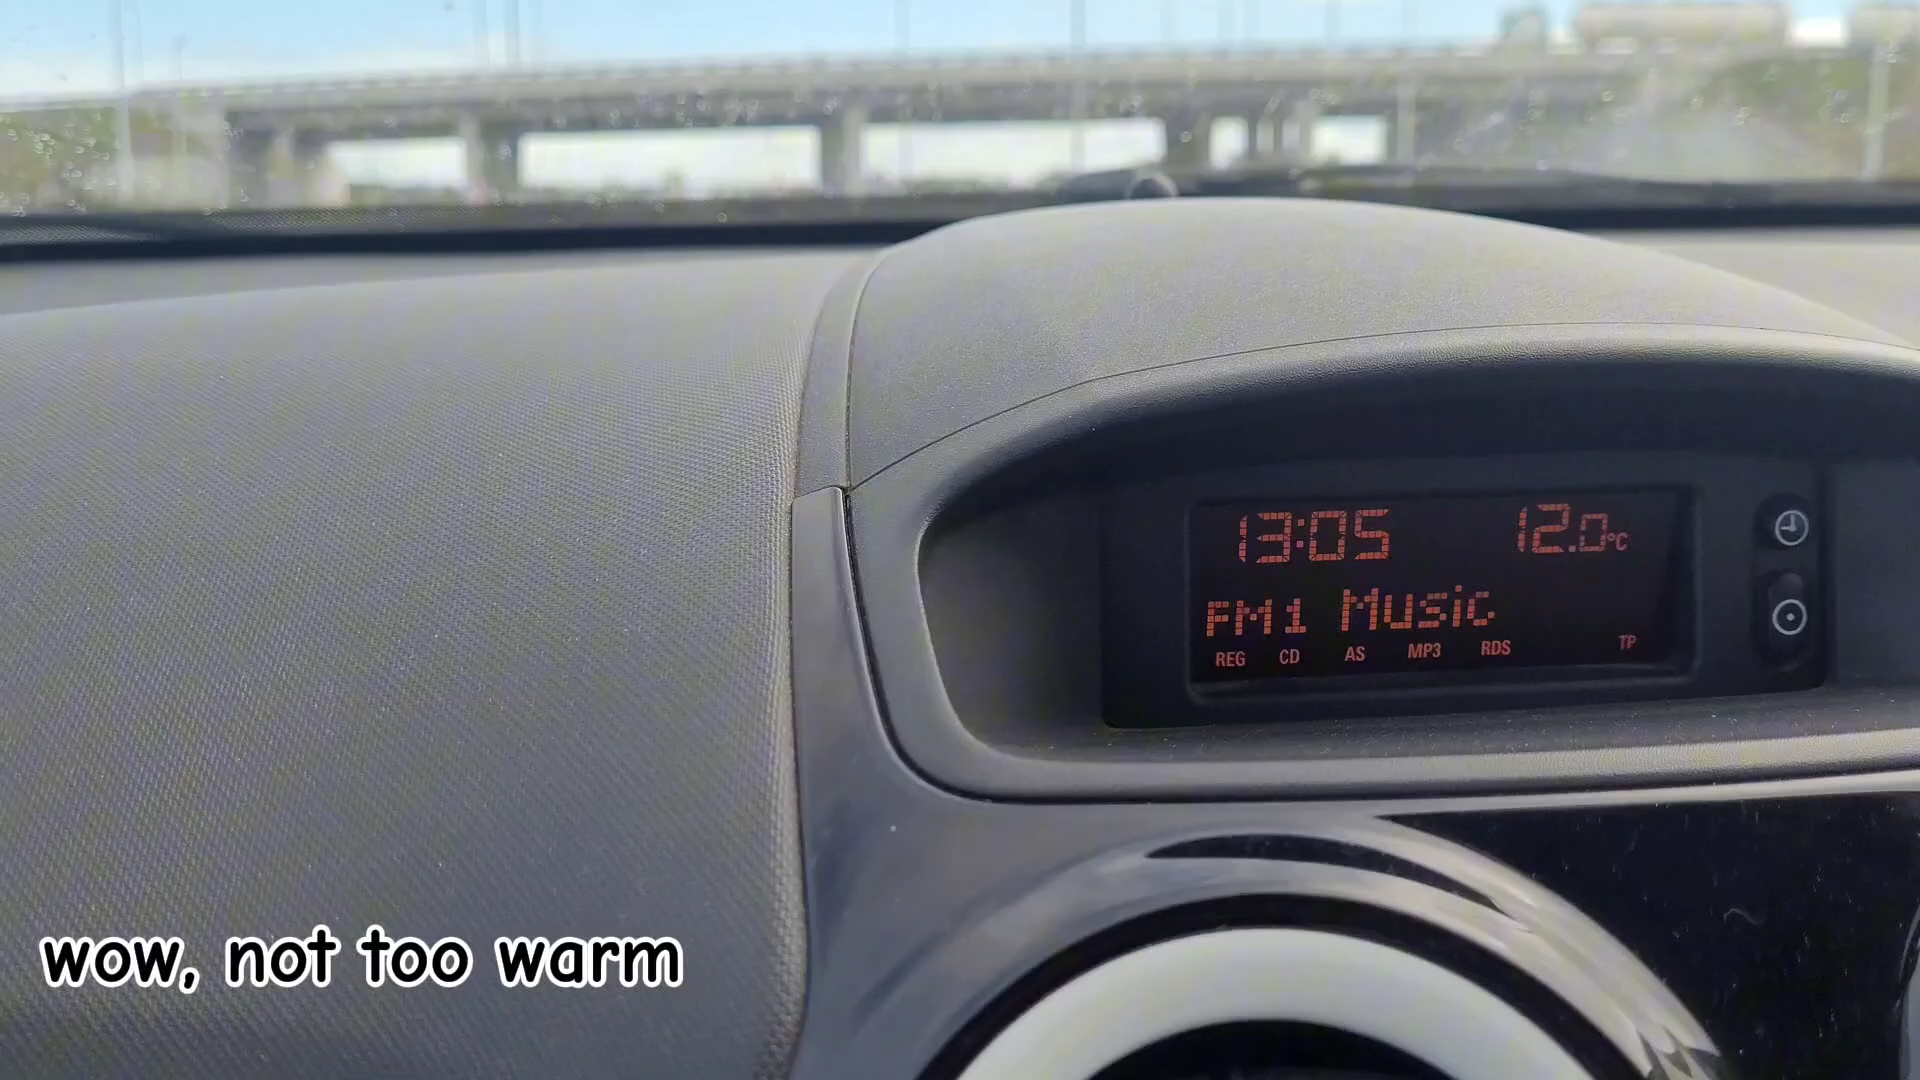 13:05 12.0°C
FM1 Music
REG CD AS MP3 RDS TP
wow, not too warm